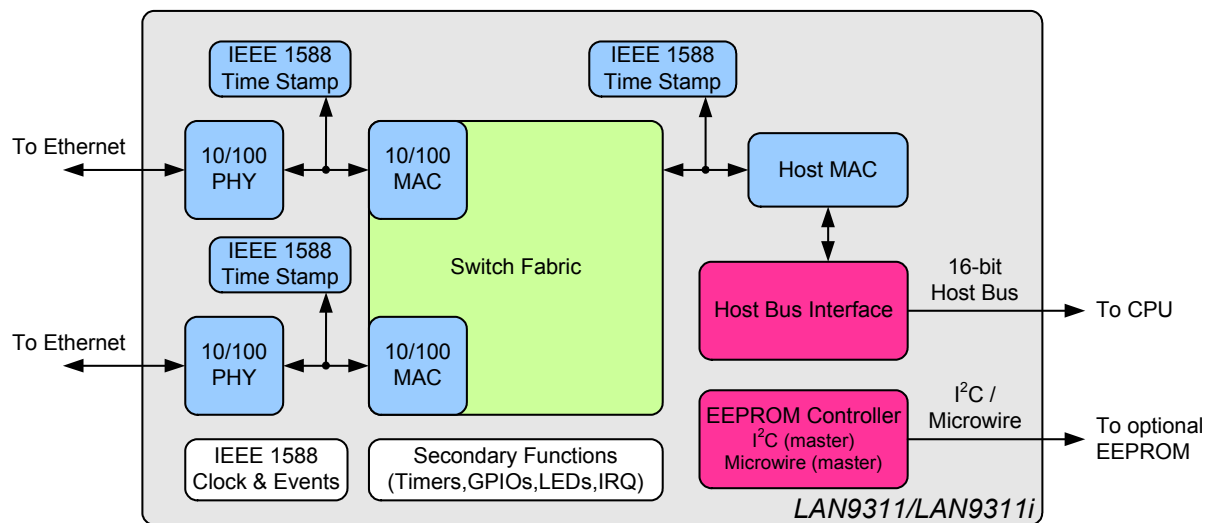 IEEE 1588
Time Stamp
IEEE 1588
Time Stamp
To Ethernet
10/100
PHY
10/100
MAC
Host MAC
IEEE 1588
Time Stamp
Switch Fabric
Host Bus Interface
16-bit
Host Bus
To CPU
To Ethernet
10/100
PHY
10/100
MAC
EEPROM Controller
I²C (master)
Microwire (master)
I²C /
Microwire
To optional
EEPROM
IEEE 1588
Clock & Events
Secondary Functions
(Timers,GPIOs,LEDs,IRQ)
LAN9311/LAN9311i